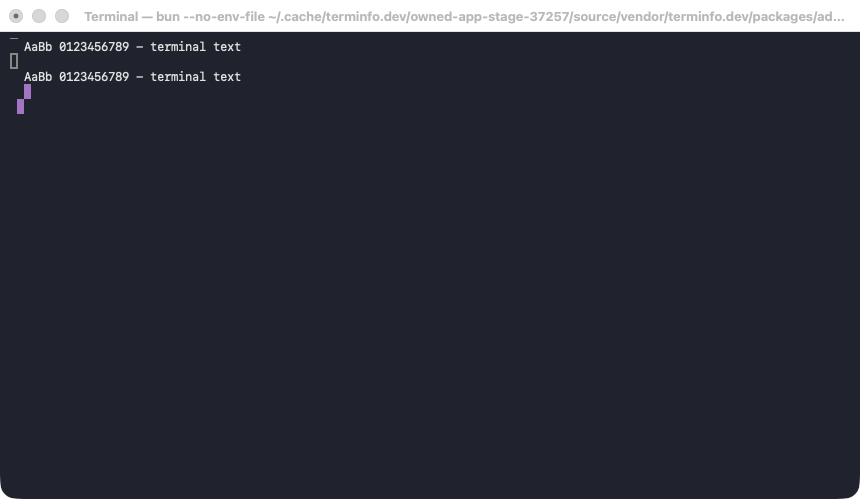 Terminal — bun --no-env-file ~/.cache/terminfo.dev/owned-app-stage-37257/source/vendor/terminfo.dev/packages/ad...
AaBb 0123456789 — terminal text
AaBb 0123456789 — terminal text